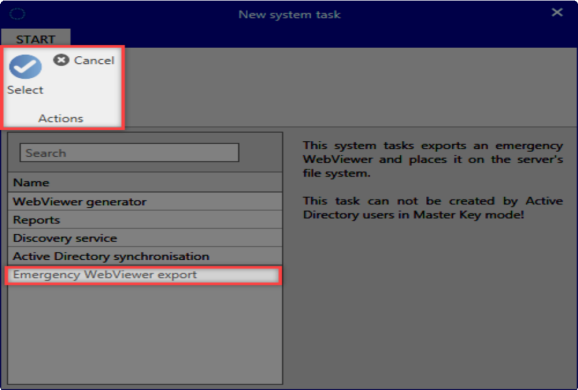 New system task
START
Cancel
Select
Actions
Search
Name
WebViewer generator
Reports
Discovery service
Active Directory synchronisation
Emergency WebViewer export
This system tasks exports an emergency
WebViewer and places it on the server's
file system.
This task can not be created by Active
Directory users in Master Key mode!